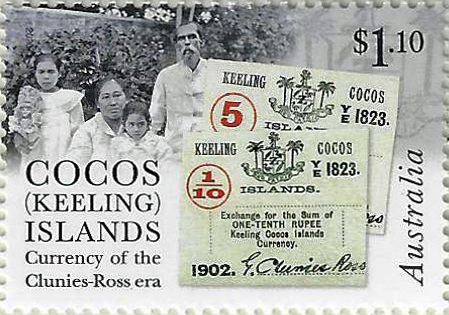 $1.10
KEELING COCOS
5 Y/E 1823.
ISLANDS
KEELING COCOS
1/10 Y/E 1823.
ISLANDS.
Exchange for the Sum of
ONE-TENTH RUPEE
Keeling Cocos Islands
Currency.
1902. G. Clunies Ross
COCOS
(KEELING)
ISLANDS
Currency of the
Clunies-Ross era
Australia